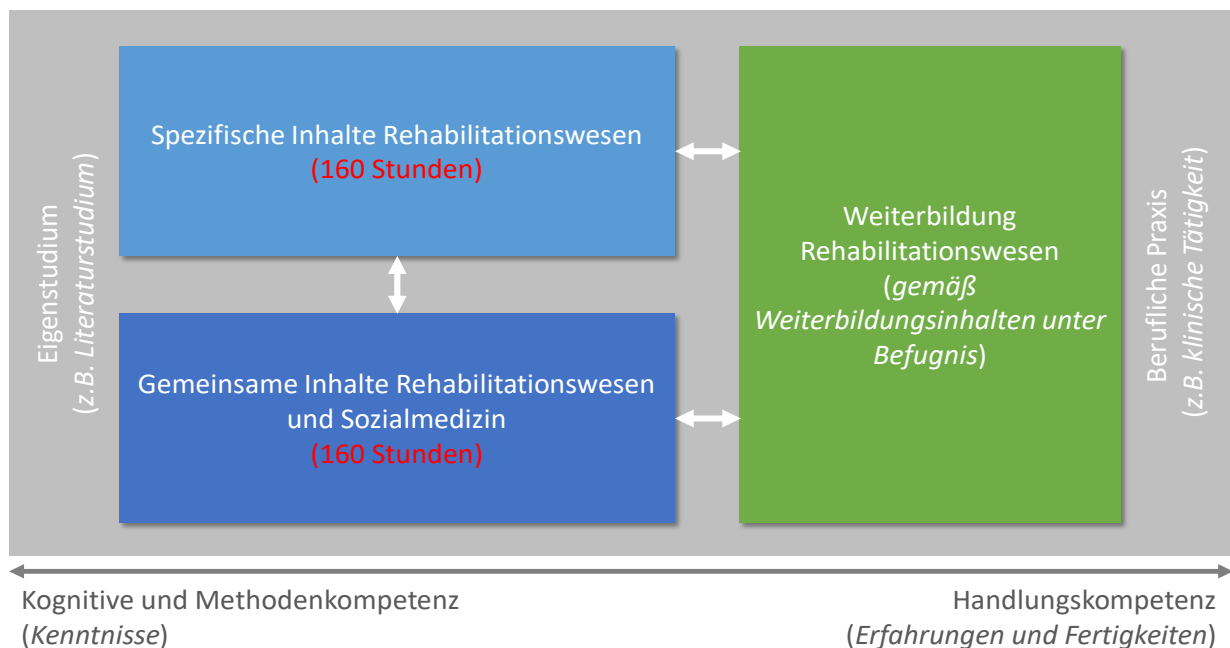 Eigenstudium
(z.B. Literaturstudium)
Spezifische Inhalte Rehabilitationswesen
(160 Stunden)
Gemeinsame Inhalte Rehabilitationswesen
und Sozialmedizin
(160 Stunden)
Weiterbildung
Rehabilitationswesen
(gemäß
Weiterbildungsinhalten unter
Befugnis)
Berufliche Praxis
(z.B. klinische Tätigkeit)
Kognitive und Methodenkompetenz
(Kenntnisse)
Handlungskompetenz
(Erfahrungen und Fertigkeiten)